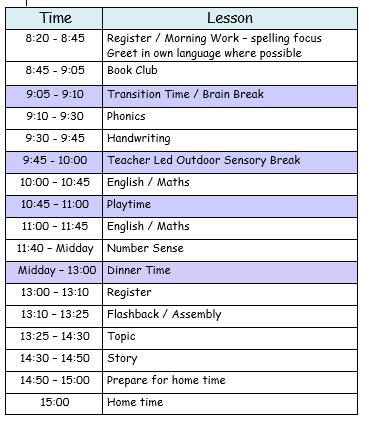 Time Lesson
8:20 - 8:45 Register / Morning Work – spelling focus
Greet in own language where possible
8:45 - 9:05 Book Club
9:05 - 9:10 Transition Time / Brain Break
9:10 - 9:30 Phonics
9:30 - 9:45 Handwriting
9:45 - 10:00 Teacher Led Outdoor Sensory Break
10:00 – 10:45 English / Maths
10:45 – 11:00 Playtime
11:00 – 11:45 English / Maths
11:40 – Midday Number Sense
Midday – 13:00 Dinner Time
13:00 – 13:10 Register
13:10 – 13:25 Flashback / Assembly
13:25 – 14:30 Topic
14:30 – 14:50 Story
14:50 – 15:00 Prepare for home time
15:00 Home time